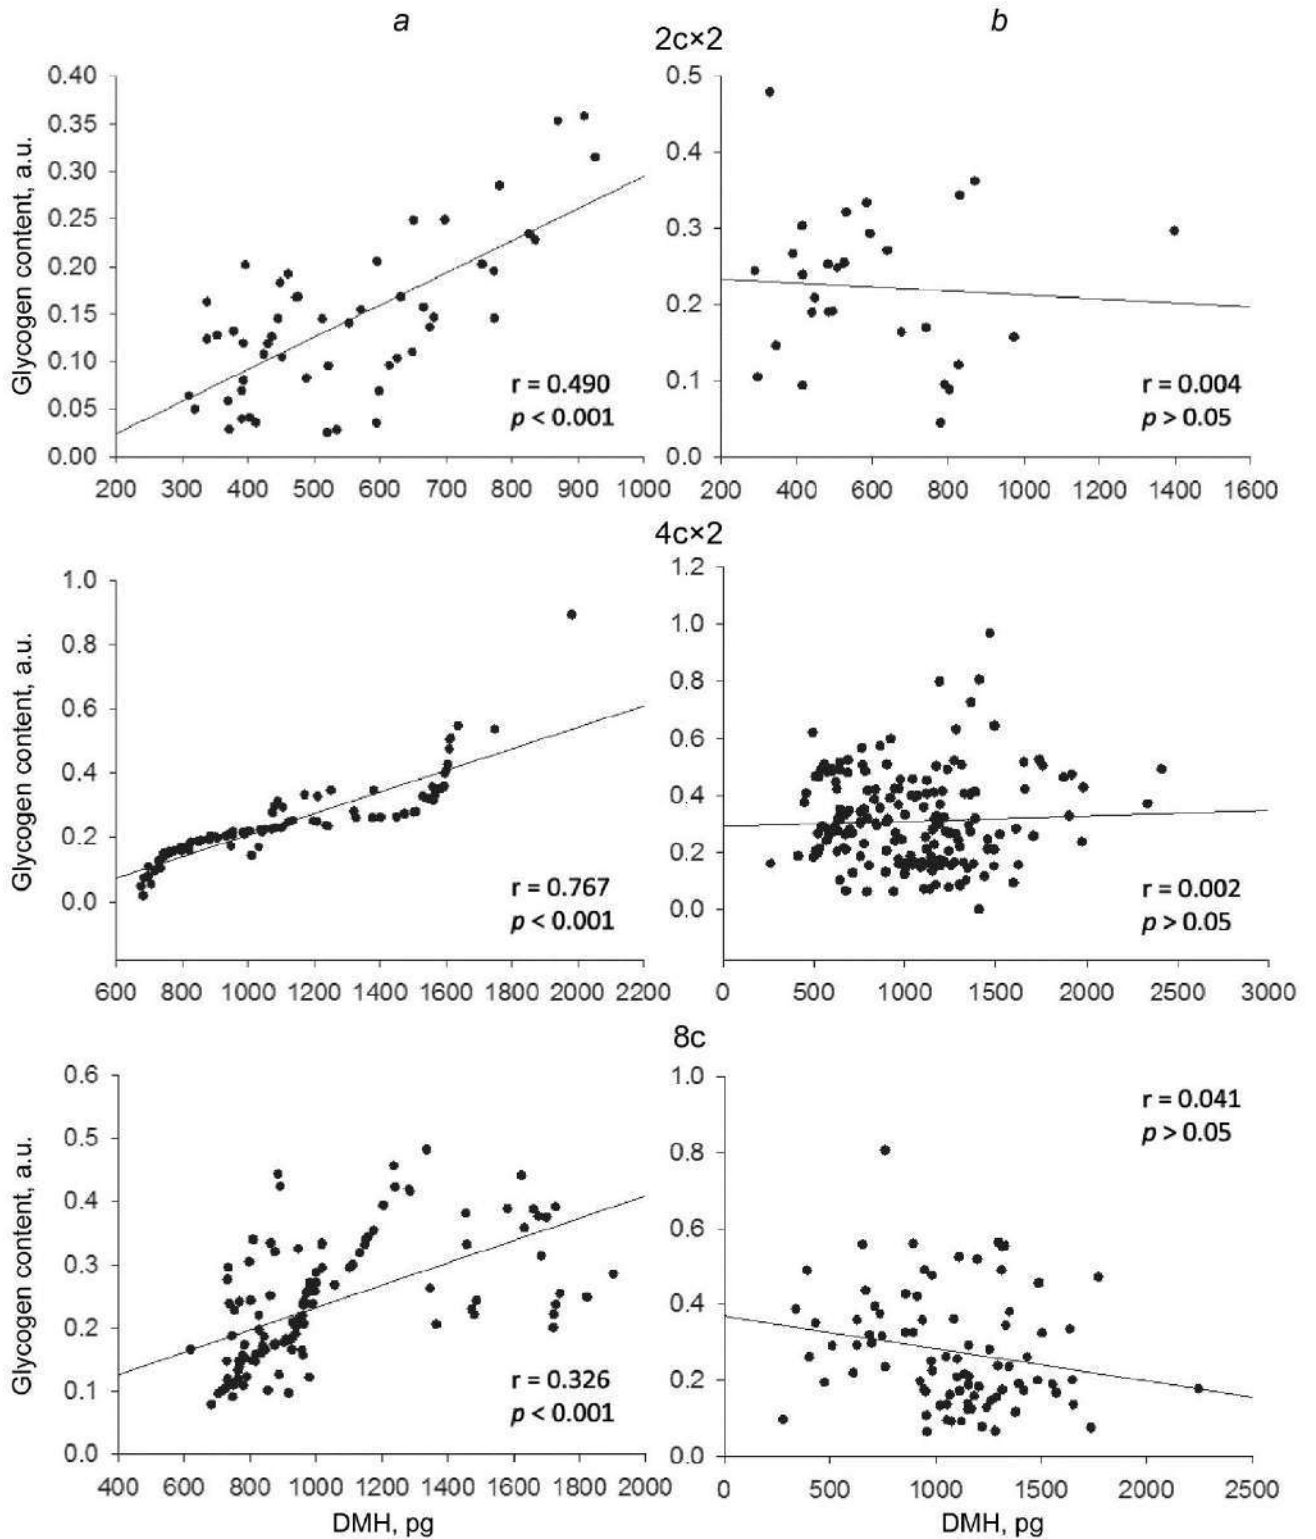 a
b
2c×2
Glycogen content, a.u.
0.40
0.35
0.30
0.25
0.20
0.15
0.10
0.05
0.00
r = 0.490
p < 0.001
200 300 400 500 600 700 800 900 1000
0.5
0.4
0.3
0.2
0.1
0.0
r = 0.004
p > 0.05
200 400 600 800 1000 1200 1400 1600
4c×2
Glycogen content, a.u.
1.0
0.8
0.6
0.4
0.2
0.0
r = 0.767
p < 0.001
600 800 1000 1200 1400 1600 1800 2000 2200
1.2
1.0
0.8
0.6
0.4
0.2
0.0
r = 0.002
p > 0.05
0 500 1000 1500 2000 2500 3000
8c
Glycogen content, a.u.
0.6
0.5
0.4
0.3
0.2
0.1
0.0
r = 0.326
p < 0.001
400 600 800 1000 1200 1400 1600 1800 2000
DMH, pg
1.0
r = 0.041
p > 0.05
0.8
0.6
0.4
0.2
0.0
0 500 1000 1500 2000 2500
DMH, pg